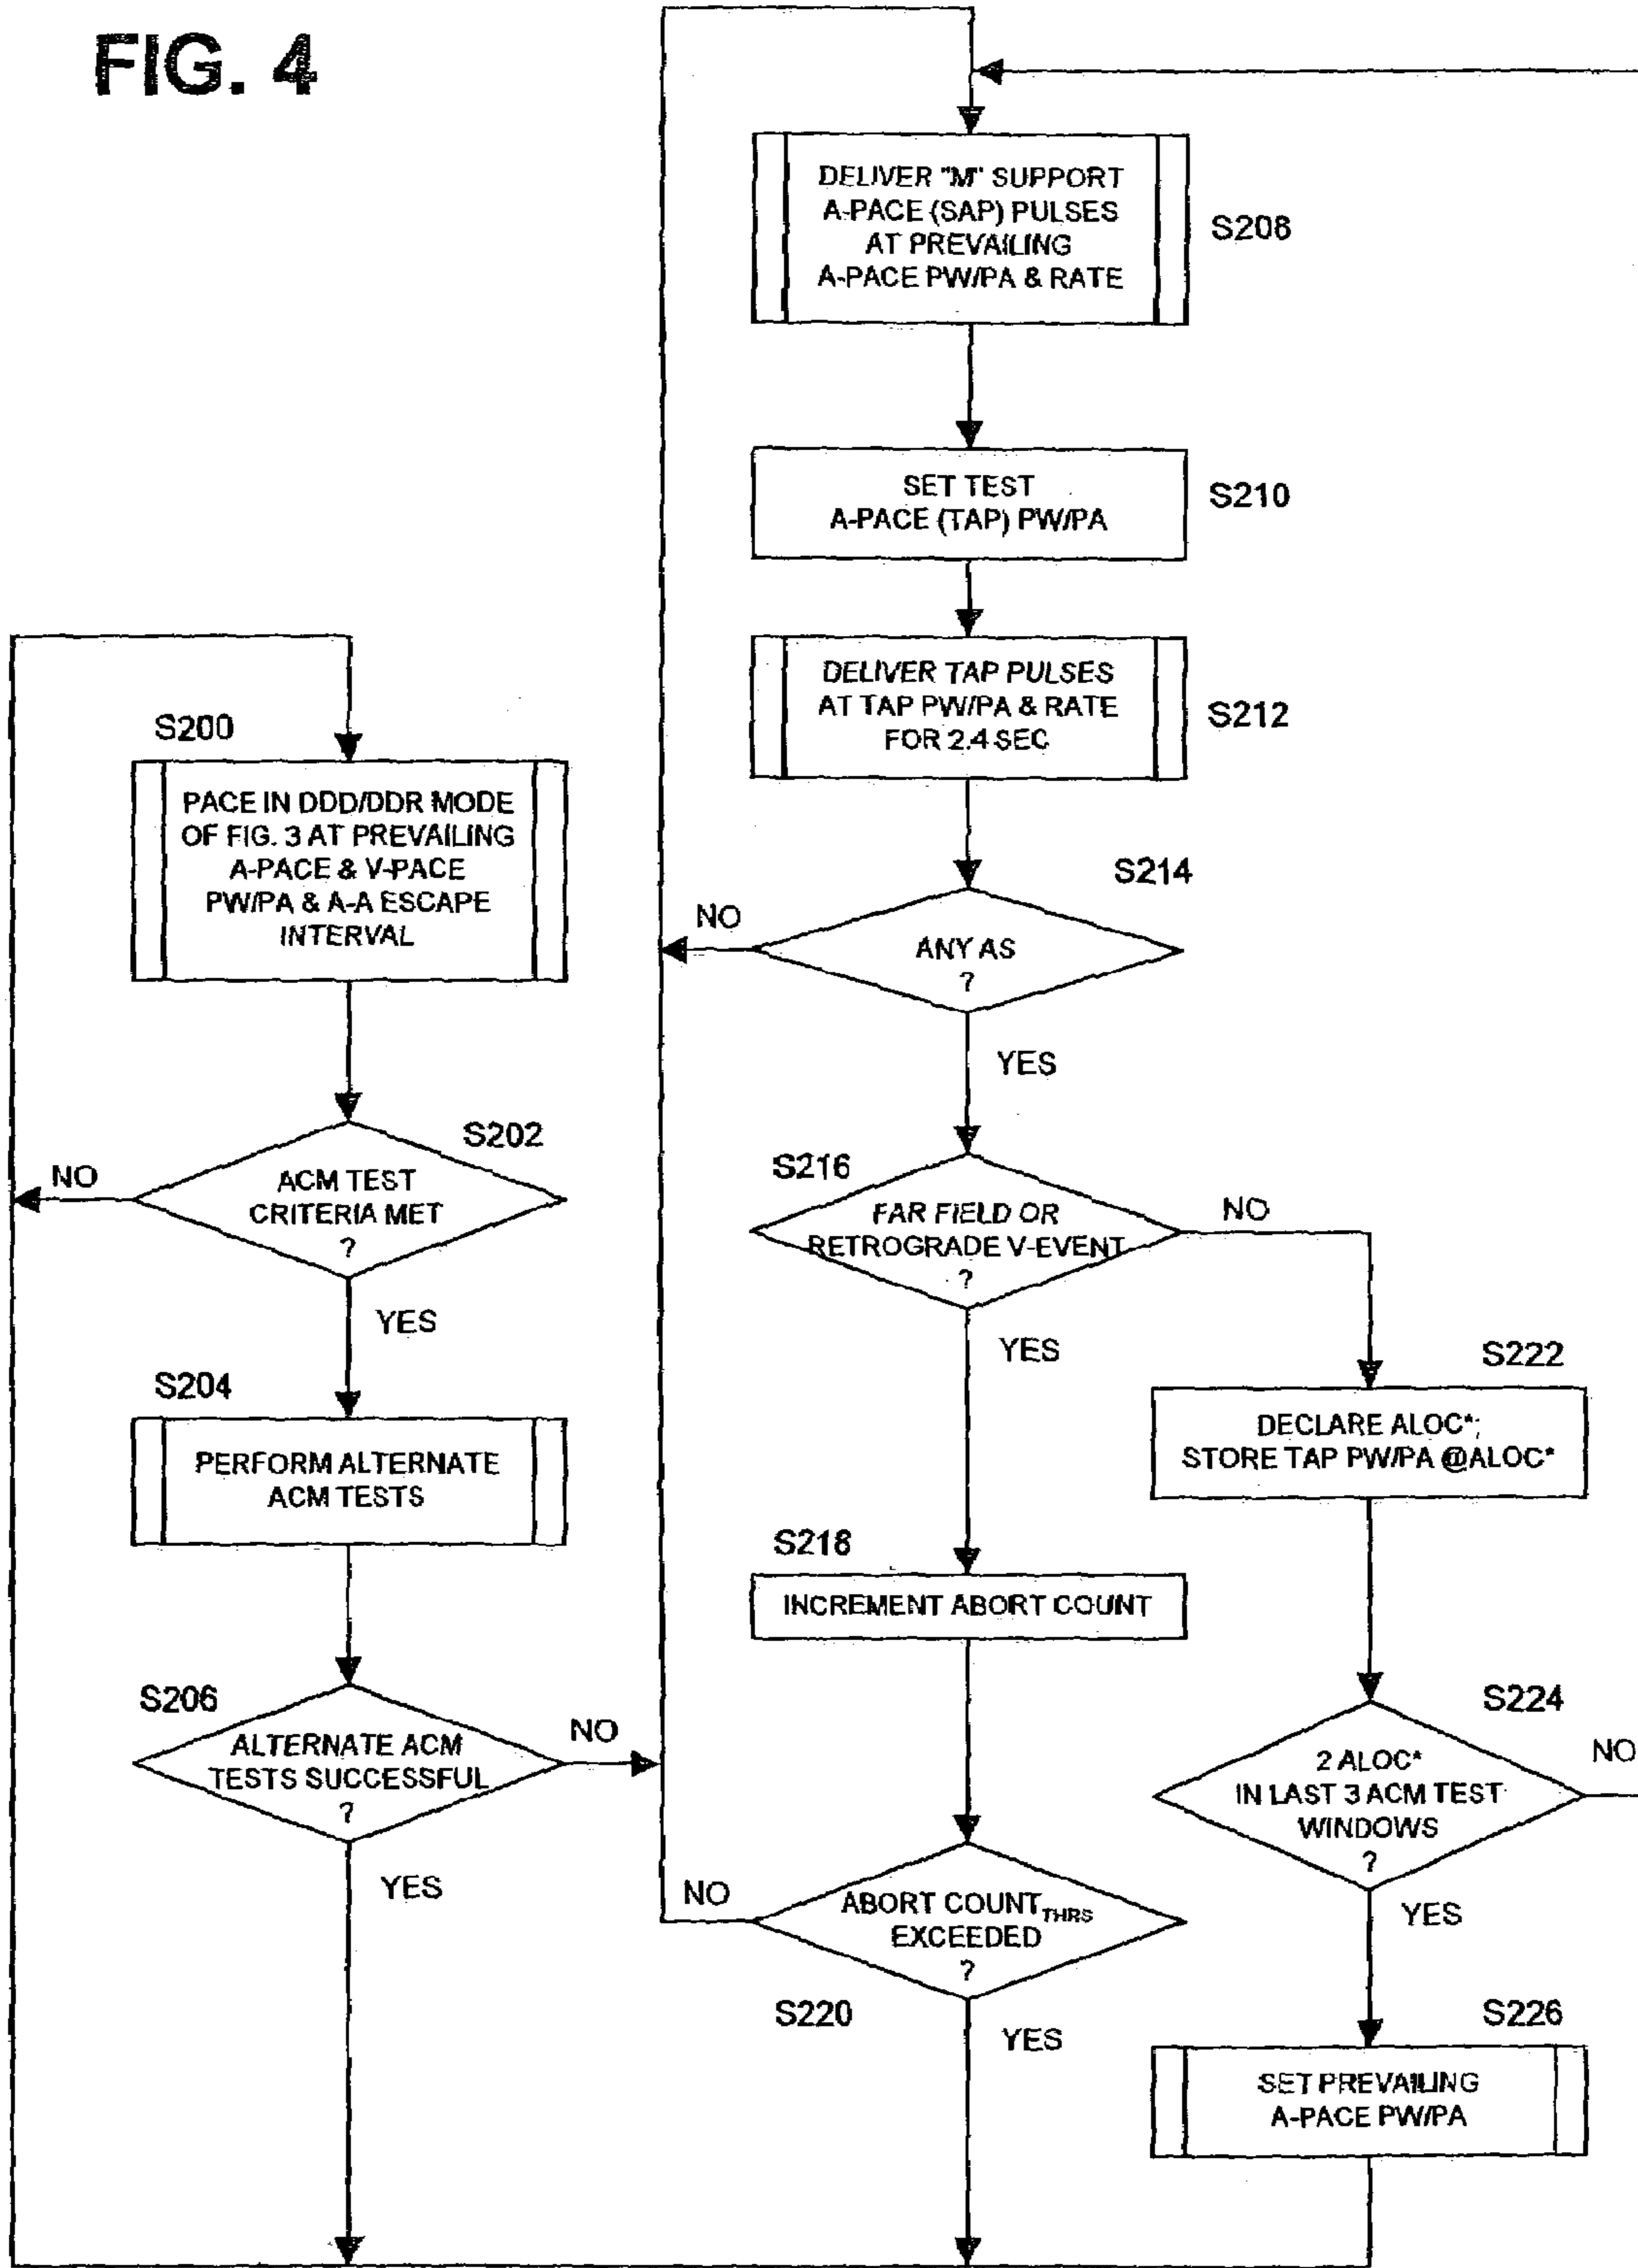 FIG. 4
S200
PACE IN DDD/DDR MODE
OF FIG. 3 AT PREVAILING
A-PACE & V-PACE
PW/PA & A-A ESCAPE
INTERVAL
S202
ACM TEST
CRITERIA MET
?
NO
YES
S204
PERFORM ALTERNATE
ACM TESTS
S206
ALTERNATE ACM
TESTS SUCCESSFUL
?
NO
YES
DELIVER "M" SUPPORT
A-PACE (SAP) PULSES
AT PREVAILING
A-PACE PW/PA & RATE
S208
SET TEST
A-PACE (TAP) PW/PA
S210
DELIVER TAP PULSES
AT TAP PW/PA & RATE
FOR 2.4 SEC
S212
S214
ANY AS
?
NO
YES
S216
FAR FIELD OR
RETROGRADE V-EVENT
?
NO
YES
S218
INCREMENT ABORT COUNT
ABORT COUNTTHRS
EXCEEDED
?
NO
S220
YES
S222
DECLARE ALOC*;
STORE TAP PW/PA @ALOC*
S224
2 ALOC*
IN LAST 3 ACM TEST
WINDOWS
?
NO
YES
S226
SET PREVAILING
A-PACE PW/PA